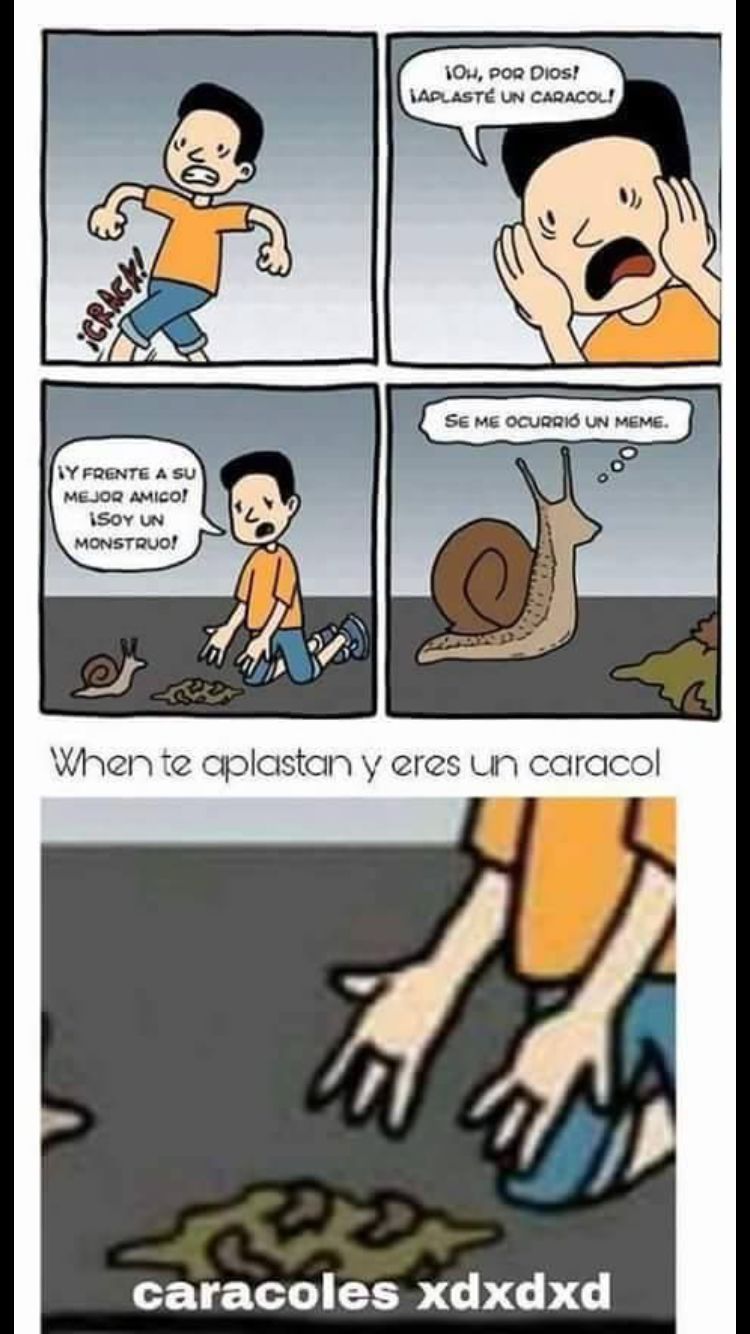 ¡CRACK!
¡OH, POR DIOS!
¡APLASTÉ UN CARACOL!
¡Y FRENTE A SU
MEJOR AMIGO!
¡SOY UN
MONSTRUO!
SE ME OCURRIÓ UN MEME.
When te aplastan y eres un caracol
caracoles xdxdxd